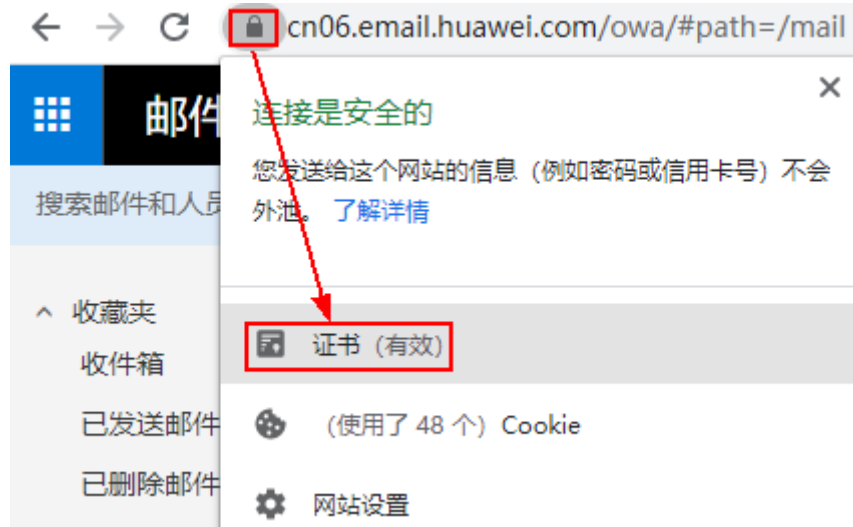 cn06.email.huawei.com/owa/#path=/mail
邮件
连接是安全的
您发送给这个网站的信息（例如密码或信用卡号）不会
外泄。 了解详情
搜索邮件和人员
收藏夹
收件箱
证书（有效）
已发送邮件
（使用了 48 个）Cookie
已删除邮件
网站设置